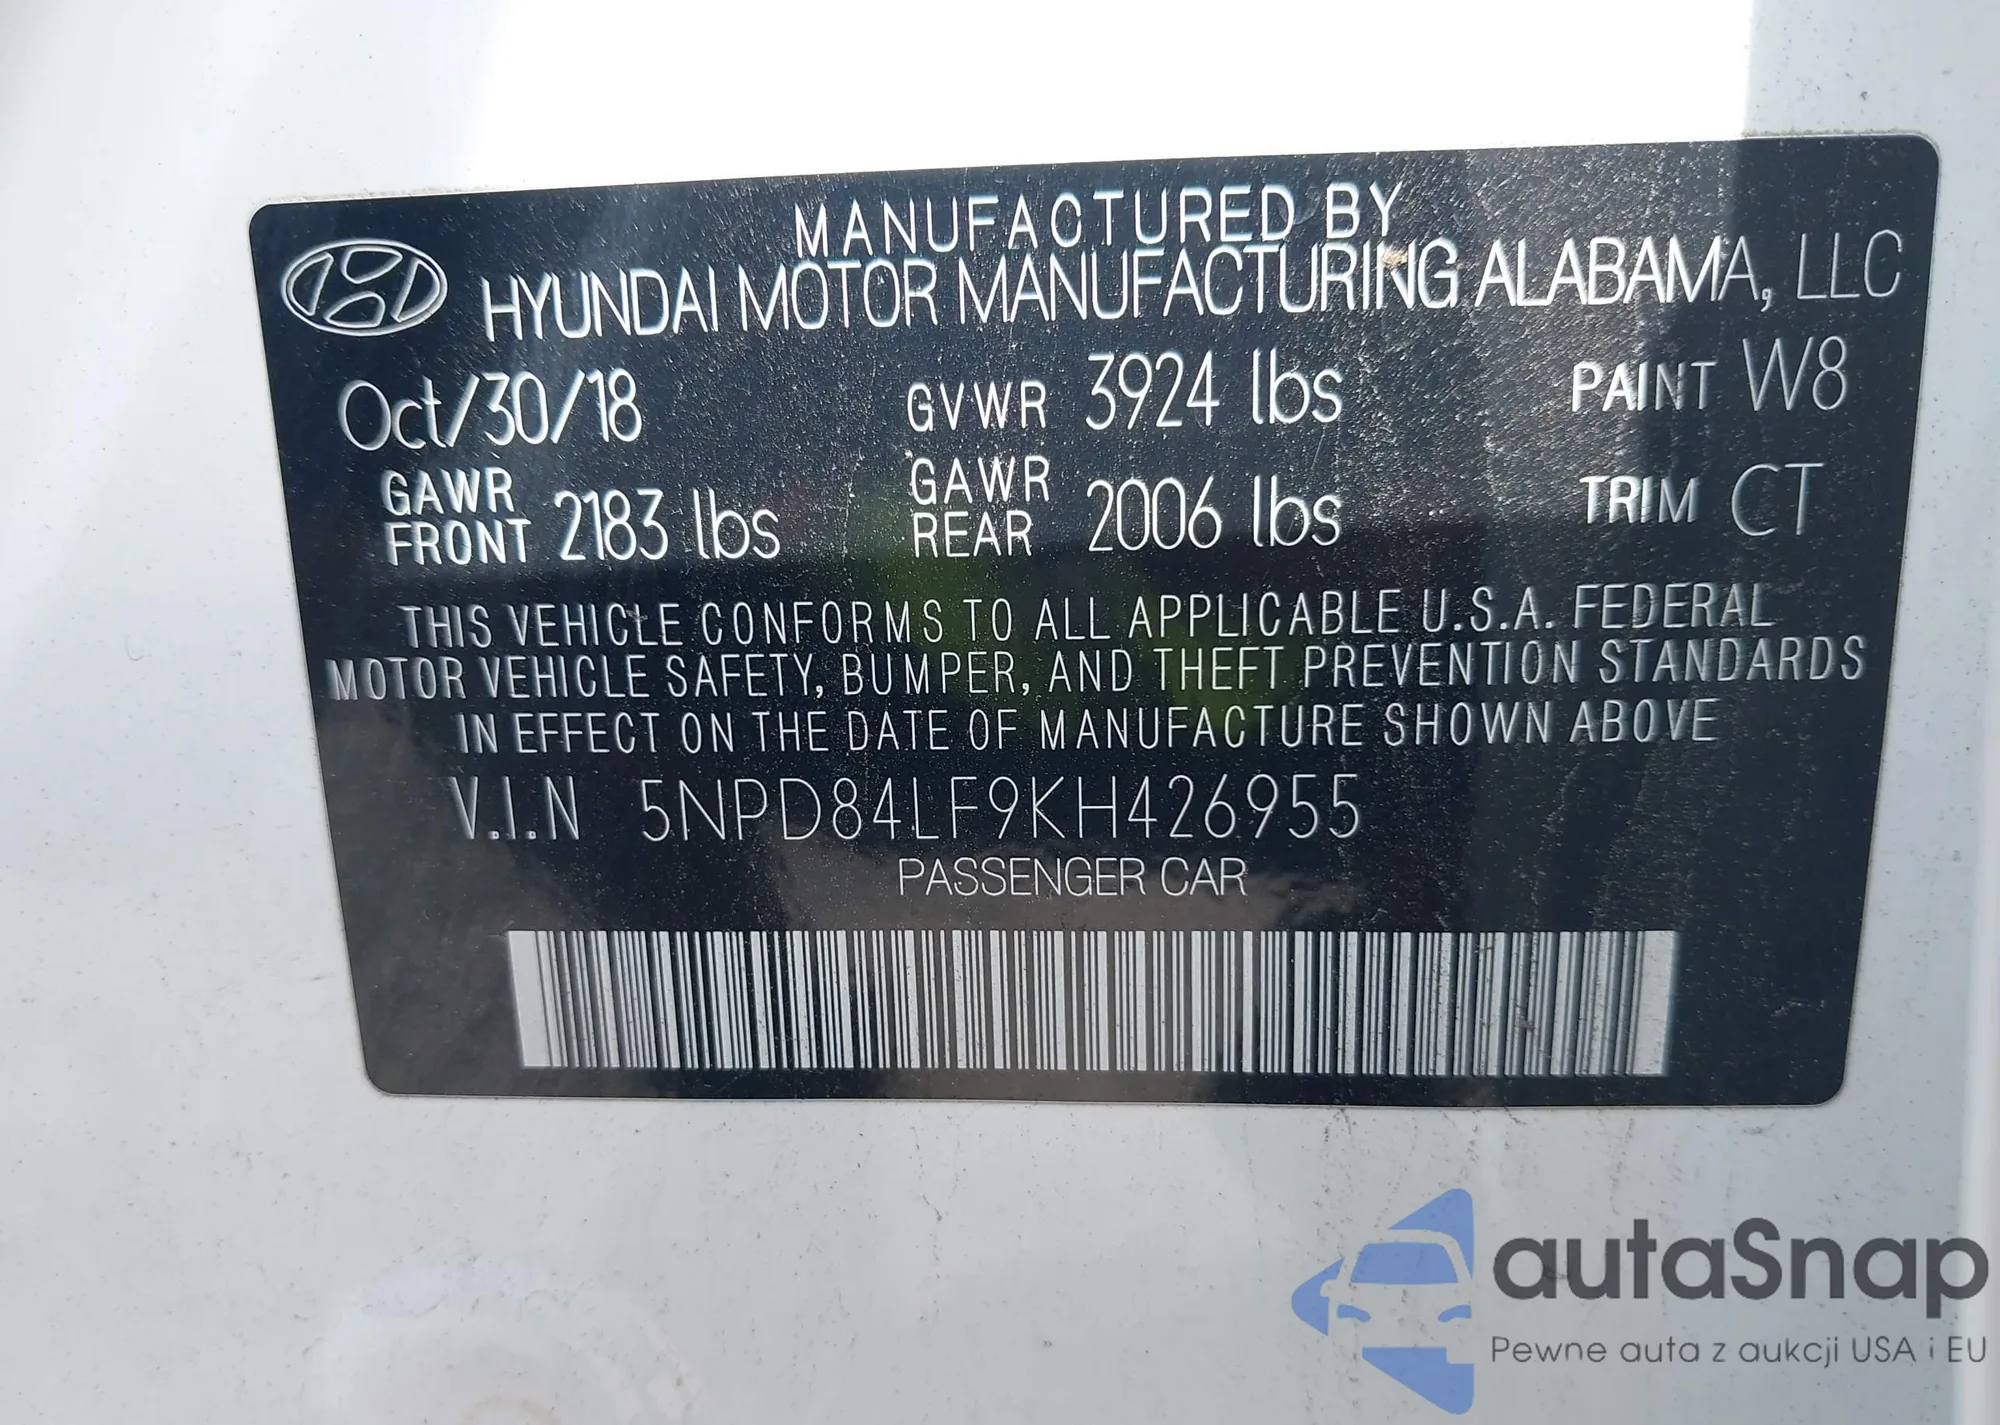 MANUFACTURED BY
HYUNDAI MOTOR MANUFACTURING ALABAMA, LLC
Oct/30/18 GVWR 3924 lbs PAINT W8
GAWR FRONT 2183 lbs GAWR REAR 2006 lbs TRIM CT
THIS VEHICLE CONFORMS TO ALL APPLICABLE U.S.A. FEDERAL
MOTOR VEHICLE SAFETY, BUMPER, AND THEFT PREVENTION STANDARDS
IN EFFECT ON THE DATE OF MANUFACTURE SHOWN ABOVE
V.I.N 5NPD84LF9KH426955
PASSENGER CAR
autaSnap
Pewne auta z aukcji USA i EU